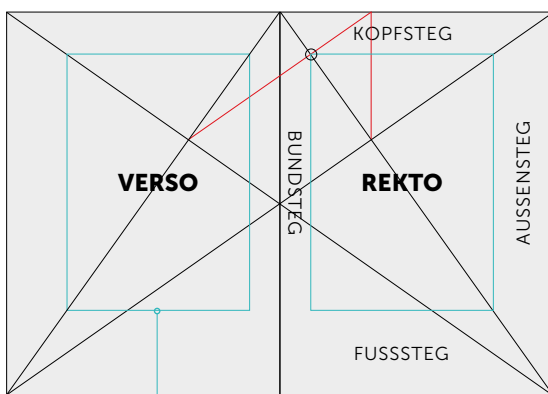 KOPFSTEG
AUSSENSTEG
BUNDSTEG
VERSO
REKTO
FUSSSTEG